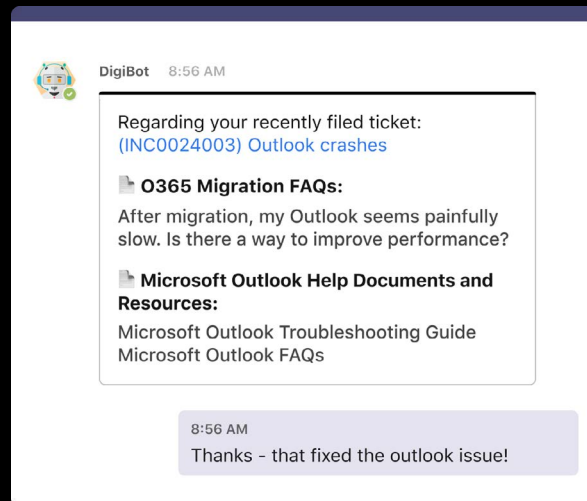 DigiBot 8:56 AM
Regarding your recently filed ticket:
(INC0024003) Outlook crashes
O365 Migration FAQs:
After migration, my Outlook seems painfully
slow. Is there a way to improve performance?
Microsoft Outlook Help Documents and
Resources:
Microsoft Outlook Troubleshooting Guide
Microsoft Outlook FAQs
8:56 AM
Thanks - that fixed the outlook issue!